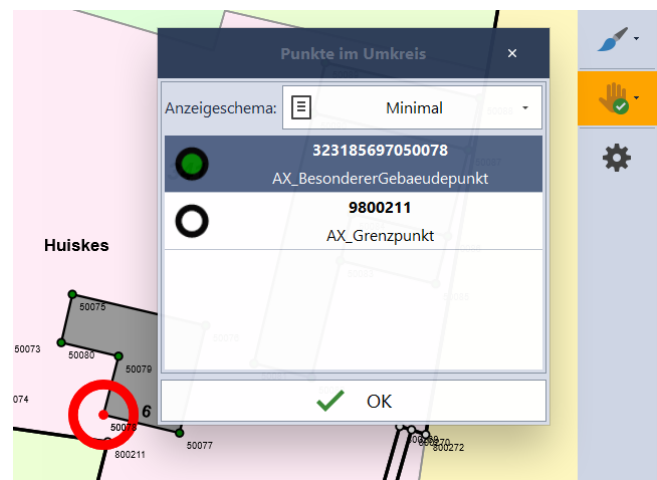 Punkte im Umkreis
×
Anzeigeschema:
Minimal
323185697050078
AX_BesondererGebaeudepunkt
9800211
AX_Grenzpunkt
OK
Huiskes
50075
50073
50080
50079
074
50078
6
50077
800211